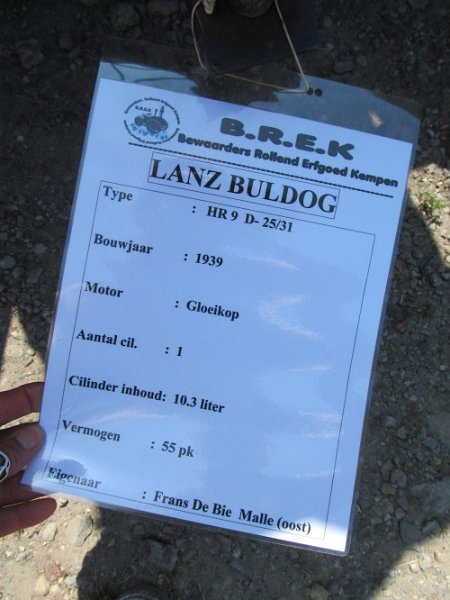 B.R.E.K
Bewaarders Rollend Erfgoed Kempen
LANZ BULDOG
Type : HR 9 D- 25/31
Bouwjaar : 1939
Motor : Gloeikop
Aantal cil. : 1
Cilinder inhoud: 10.3 liter
Vermogen : 55 pk
Eigenaar : Frans De Bie Malle (oost)